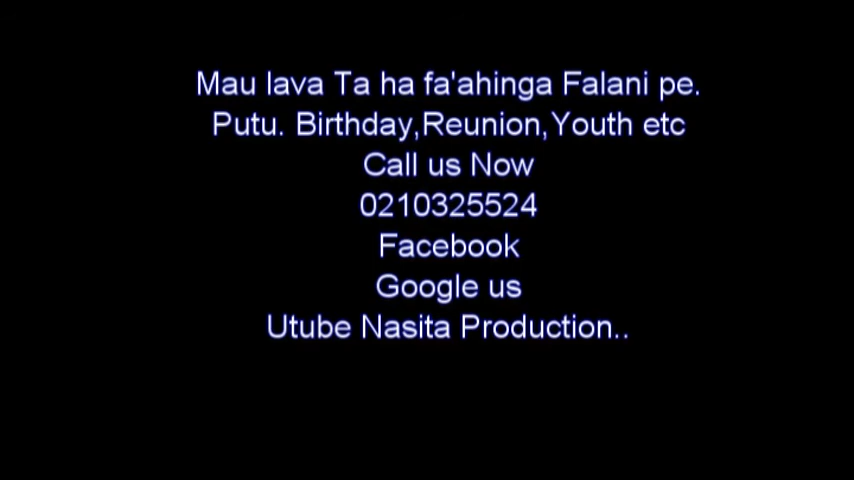 Mau lava Ta ha fa'ahinga Falani pe.
Putu. Birthday,Reunion,Youth etc
Call us Now
0210325524
Facebook
Google us
Utube Nasita Production..